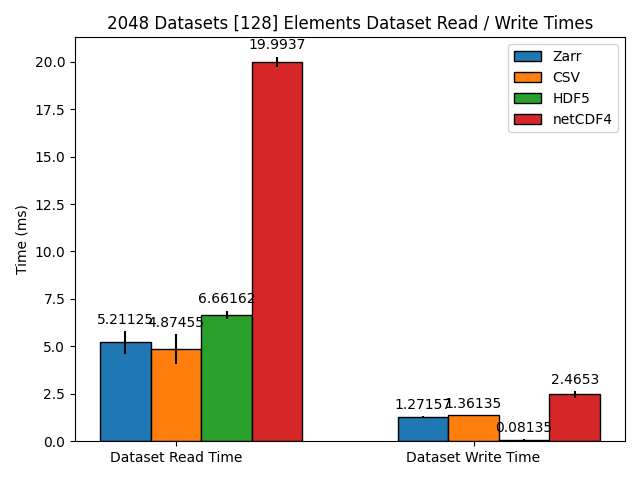 2048 Datasets [128] Elements Dataset Read / Write Times
19.9937
Zarr
CSV
HDF5
netCDF4
20.0
17.5
15.0
12.5
10.0
7.5
5.0
2.5
0.0
Time (ms)
5.21125
4.87455
6.66162
1.27157
1.36135
0.08135
2.4653
Dataset Read Time
Dataset Write Time